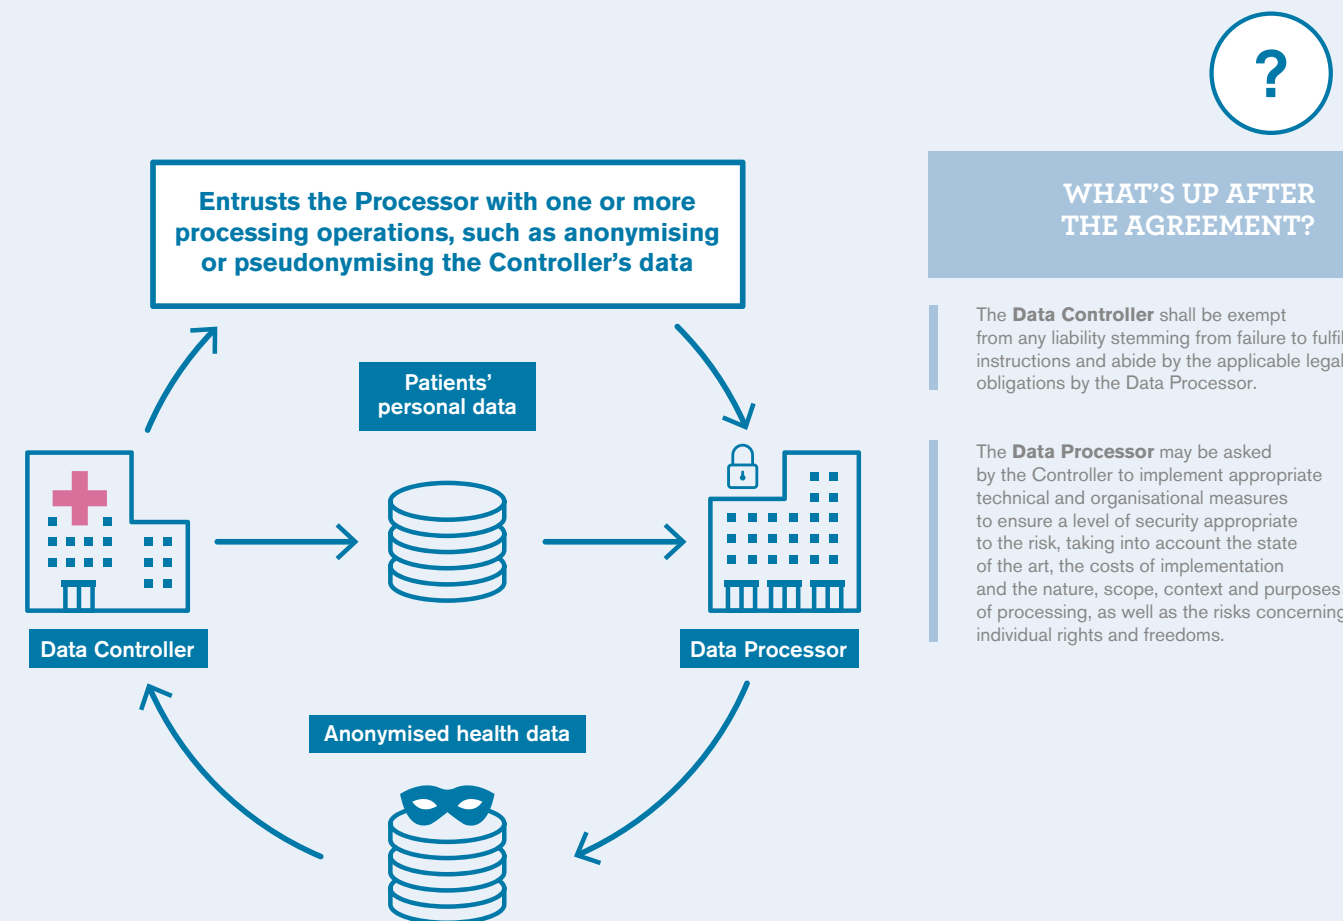 ?
Entrusts the Processor with one or more
processing operations, such as anonymising
or pseudonymising the Controller's data
Patients'
personal data
Data Controller
Data Processor
Anonymised health data
WHAT'S UP AFTER
THE AGREEMENT?
The Data Controller shall be exempt
from any liability stemming from failure to fulfil
instructions and abide by the applicable legal
obligations by the Data Processor.
The Data Processor may be asked
by the Controller to implement appropriate
technical and organisational measures
to ensure a level of security appropriate
to the risk, taking into account the state
of the art, the costs of implementation
and the nature, scope, context and purposes
of processing, as well as the risks concerning
individual rights and freedoms.